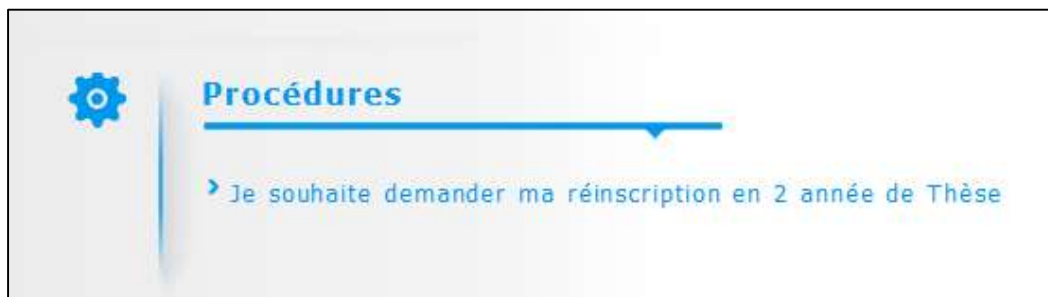 Procédures
Je souhaite demander ma réinscription en 2 année de Thèse